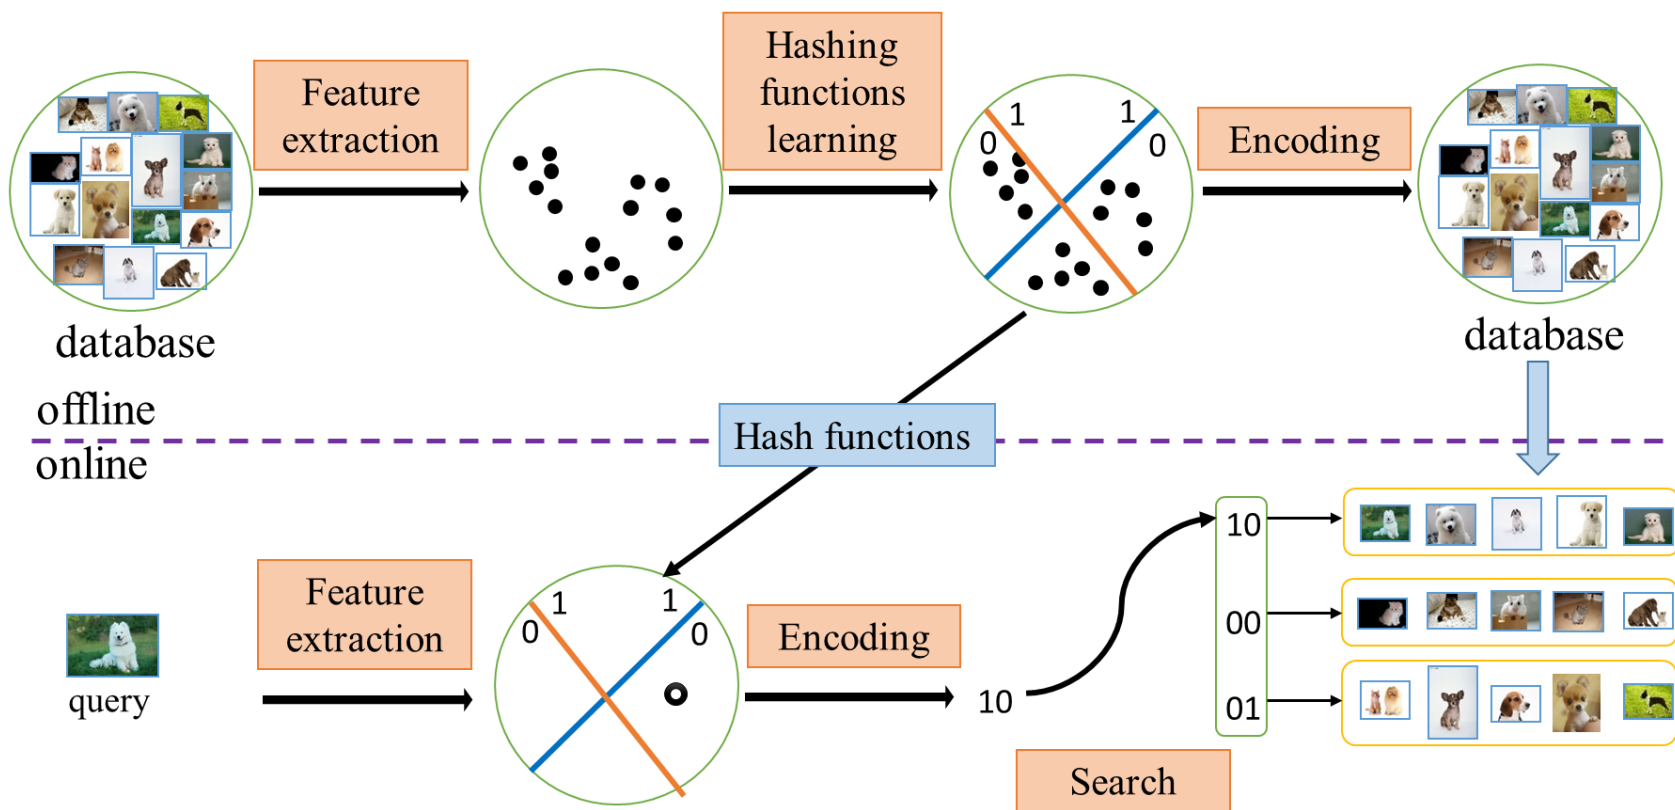 Feature
extraction
Hashing
functions
learning
Encoding
1
0
1
0
database
database
offline
Hash functions
online
Feature
extraction
Encoding
1
0
1
0
query
10
10
00
01
Search